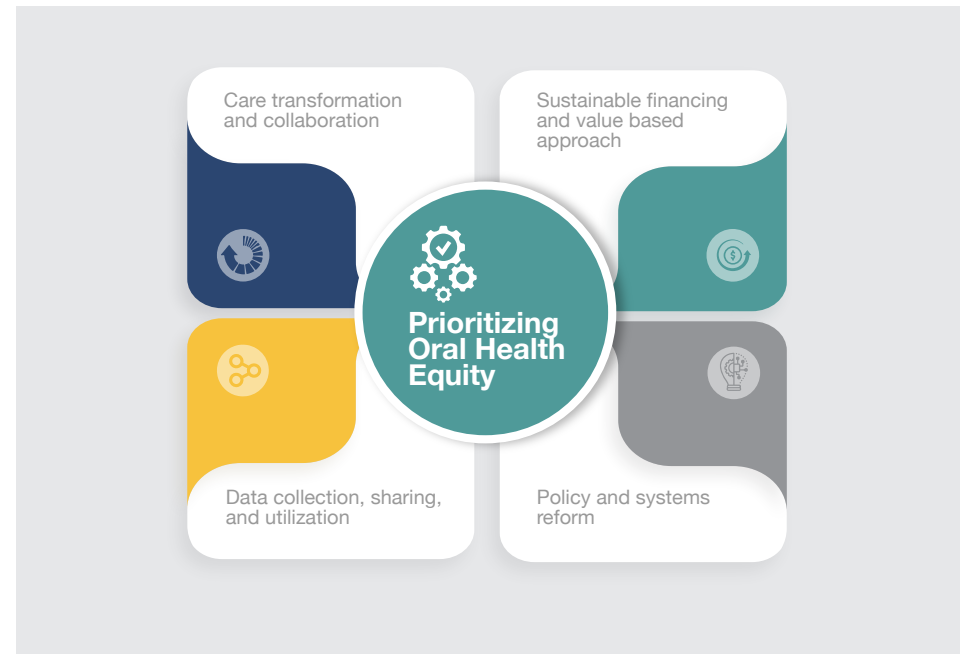 Care transformation
and collaboration
Sustainable financing
and value based
approach
$
Prioritizing
Oral Health
Equity
Data collection, sharing,
and utilization
Policy and systems
reform